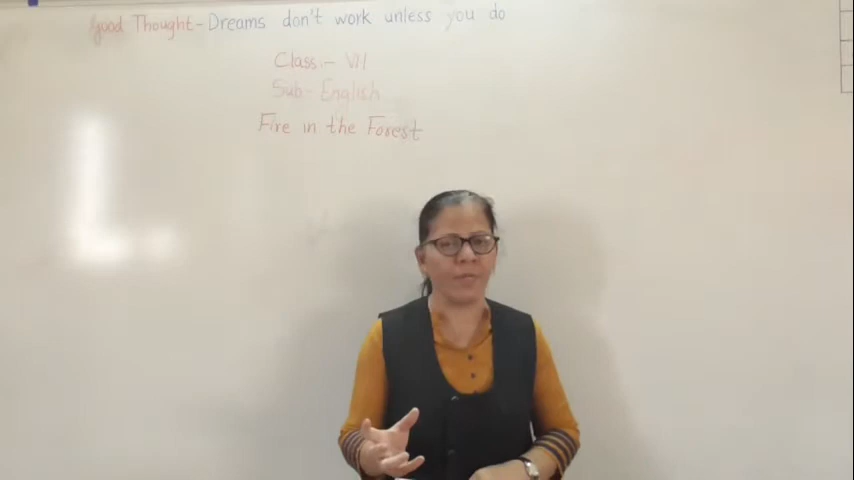 Good Thought - Dreams don't work unless you do
Class:- VII
Sub- English
Fire in the Forest